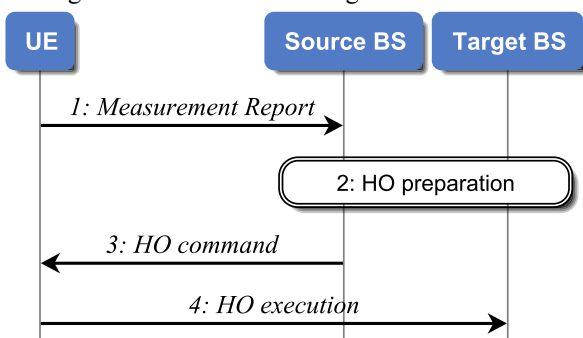 UE
Source BS
Target BS
1: Measurement Report
2: HO preparation
3: HO command
4: HO execution